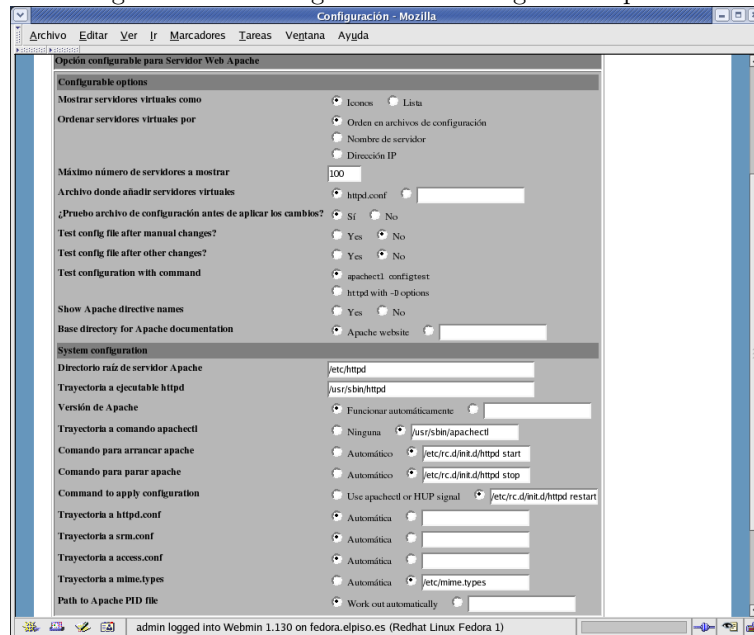 Configuración - Mozilla
Archivo Editar Ver Ir Marcadores Tareas Ventana Ayuda
Opción configurable para Servidor Web Apache
Configurable options
Mostrar servidores virtuales como Iconos Lista
Ordenar servidores virtuales por Orden en archivos de configuración
Nombre de servidor
Dirección IP
Máximo número de servidores a mostrar 100
Archivo donde añadir servidores virtuales httpd.conf
¿Pruebo archivo de configuración antes de aplicar los cambios? Sí No
Test config file after manual changes? Yes No
Test config file after other changes? Yes No
Test configuration with command apachectl configtest
httpd with -D options
Show Apache directive names Yes No
Base directory for Apache documentation Apache website
System configuration
Directorio raíz de servidor Apache /etc/httpd
Trayectoria a ejecutable httpd /usr/sbin/httpd
Versión de Apache Funcionar automáticamente
Trayectoria a comando apachectl Ninguna /usr/sbin/apachectl
Comando para arrancar apache Automático /etc/rc.d/init.d/httpd start
Comando para parar apache Automático /etc/rc.d/init.d/httpd stop
Command to apply configuration Use apachectl or HUP signal /etc/rc.d/init.d/httpd restart
Trayectoria a httpd.conf Automática
Trayectoria a srm.conf Automática
Trayectoria a access.conf Automática
Trayectoria a mime.types Automática /etc/mime.types
Path to Apache PID file Work out automatically
admin logged into Webmin 1.130 on fedora.elpiso.es (Redhat Linux Fedora 1)